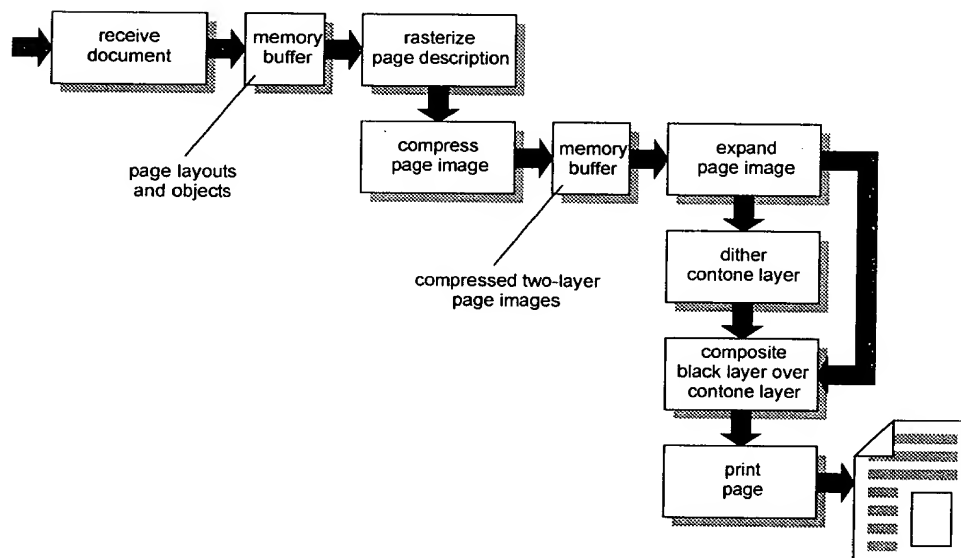 receive
document
memory
buffer
rasterize
page description
page layouts
and objects
compress
page image
memory
buffer
expand
page image
compressed two-layer
page images
dither
contone layer
composite
black layer over
contone layer
print
page